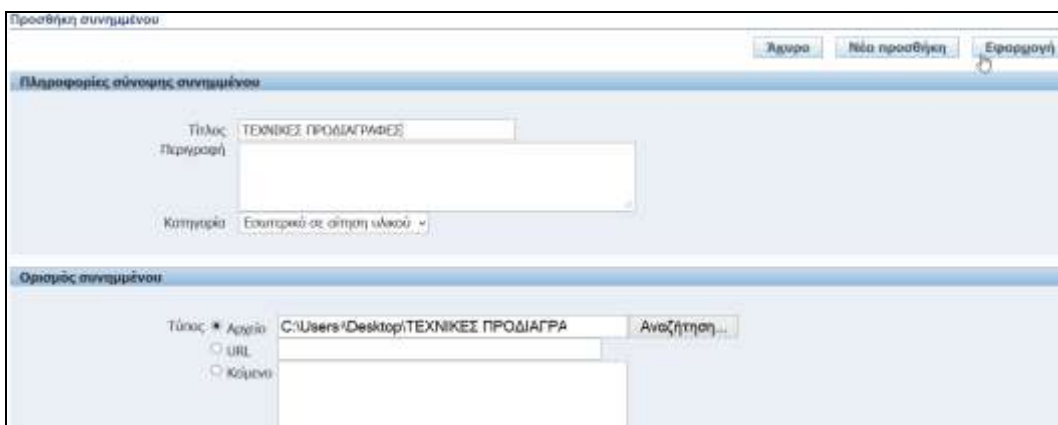 Προσθήκη συνημμένου
Άκυρο Νέα προσθήκη Εφαρμογή
Πληροφορίες σύνοψης συνημμένου
Τίτλος ΤΕΧΝΙΚΕΣ ΠΡΟΔΙΑΓΡΑΦΕΣ
Περιγραφή
Κατηγορία Εσωτερικό σε αίτηση υλικού
Ορισμός συνημμένου
Τύπος Αρχείο C:\Users\Desktop\ΤΕΧΝΙΚΕΣ ΠΡΟΔΙΑΓΡΑ Αναζήτηση...
URL
Κείμενο